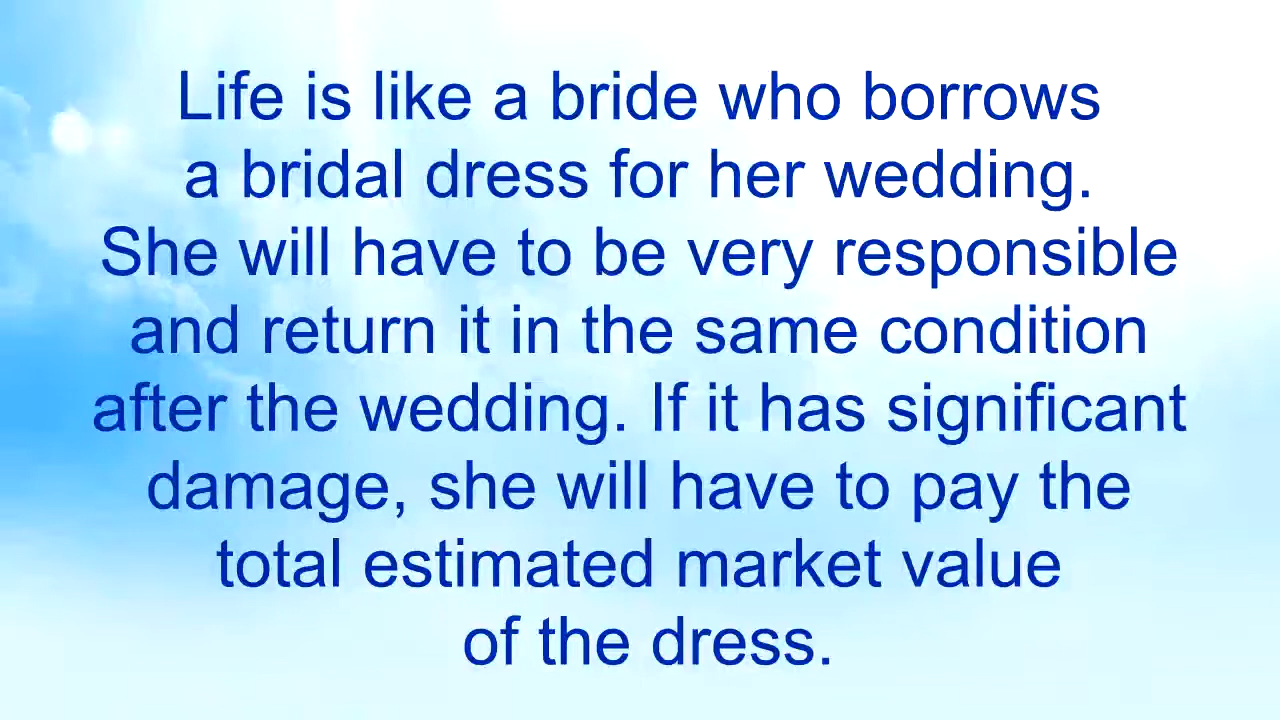 Life is like a bride who borrows
a bridal dress for her wedding.
She will have to be very responsible
and return it in the same condition
after the wedding. If it has significant
damage, she will have to pay the
total estimated market value
of the dress.